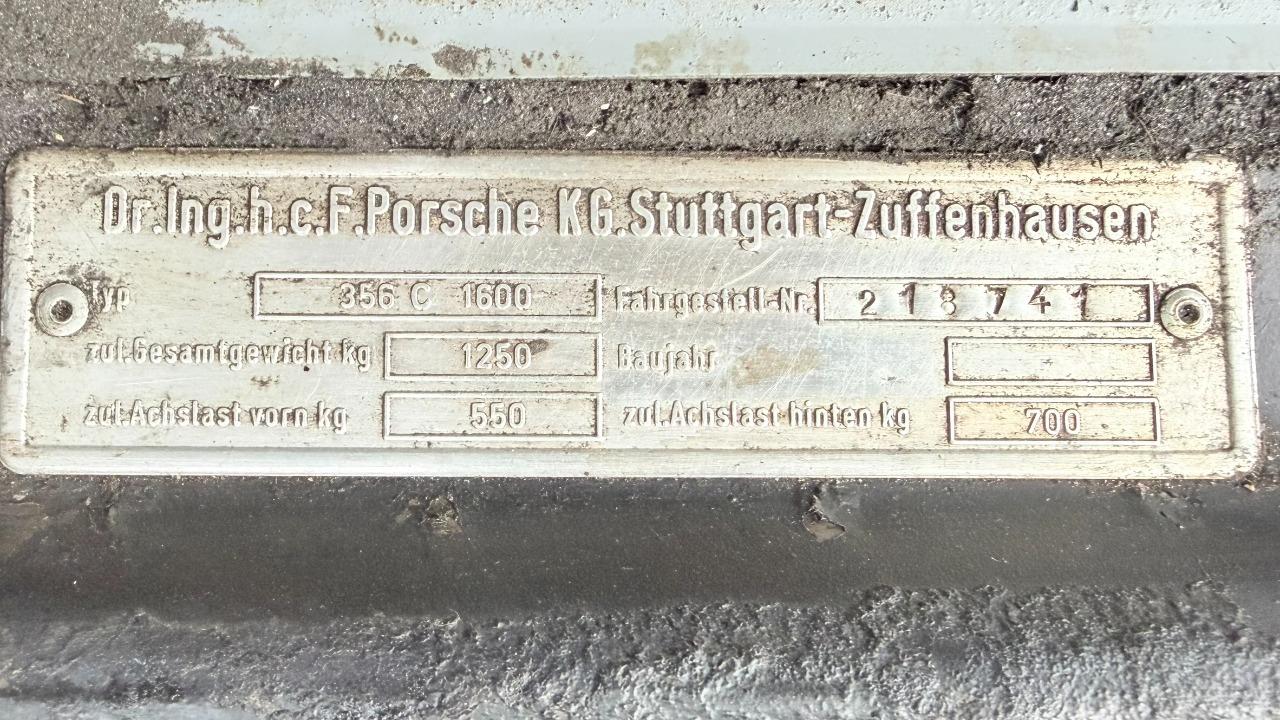 Dr.Ing.h.c.F.Porsche KG.Stuttgart-Zuffenhausen
Typ 356 C 1600 Fahrgestell-Nr. 218741
zul.Gesamtgewicht kg 1250 Baujahr
zul.Achslast vorn kg 550 zul.Achslast hinten kg 700